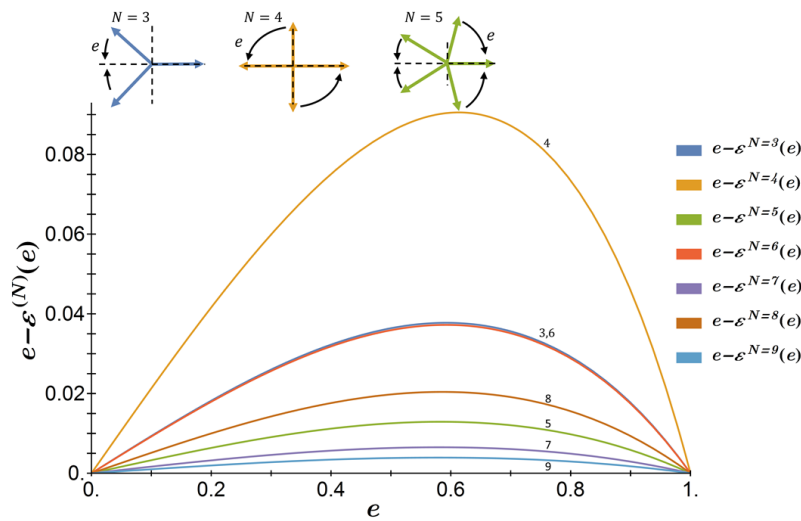 N = 3
N = 4
N = 5
e
e
e
0.08
0.06
0.04
0.02
0.
e−ε^(N)(e)
4
3,6
8
5
7
9
0.
0.2
0.4
0.6
0.8
1.
e
e−ε^N=3(e)
e−ε^N=4(e)
e−ε^N=5(e)
e−ε^N=6(e)
e−ε^N=7(e)
e−ε^N=8(e)
e−ε^N=9(e)